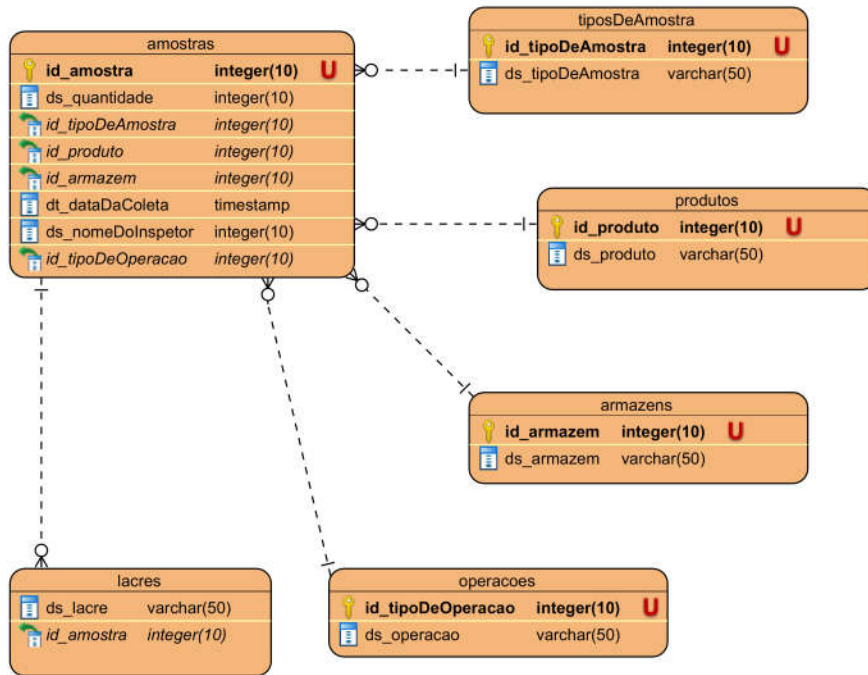 amostras
id_amostra integer(10) U
ds_quantidade integer(10)
id_tipoDeAmostra integer(10)
id_produto integer(10)
id_armazem integer(10)
dt_dataDaColeta timestamp
ds_nomeDoInspetor integer(10)
id_tipoDeOperacao integer(10)
tiposDeAmostra
id_tipoDeAmostra integer(10) U
ds_tipoDeAmostra varchar(50)
produtos
id_produto integer(10) U
ds_produto varchar(50)
armazens
id_armazem integer(10) U
ds_armazem varchar(50)
lacres
ds_lacre varchar(50)
id_amostra integer(10)
operacoes
id_tipoDeOperacao integer(10) U
ds_operacao varchar(50)